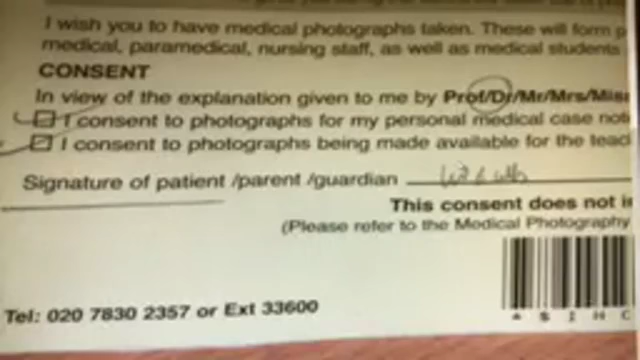 I wish you to have medical photographs taken. These will form
medical, paramedical, nursing staff, as well as medical students
CONSENT
In view of the explanation given to me by Prof/Dr/Mr/Mrs/Miss
I consent to photographs for my personal medical case
I consent to photographs being made available for the
Signature of patient /parent /guardian
This consent does not
(Please refer to the Medical Photography
Tel: 020 7830 2357 or Ext 33600
* S I H C